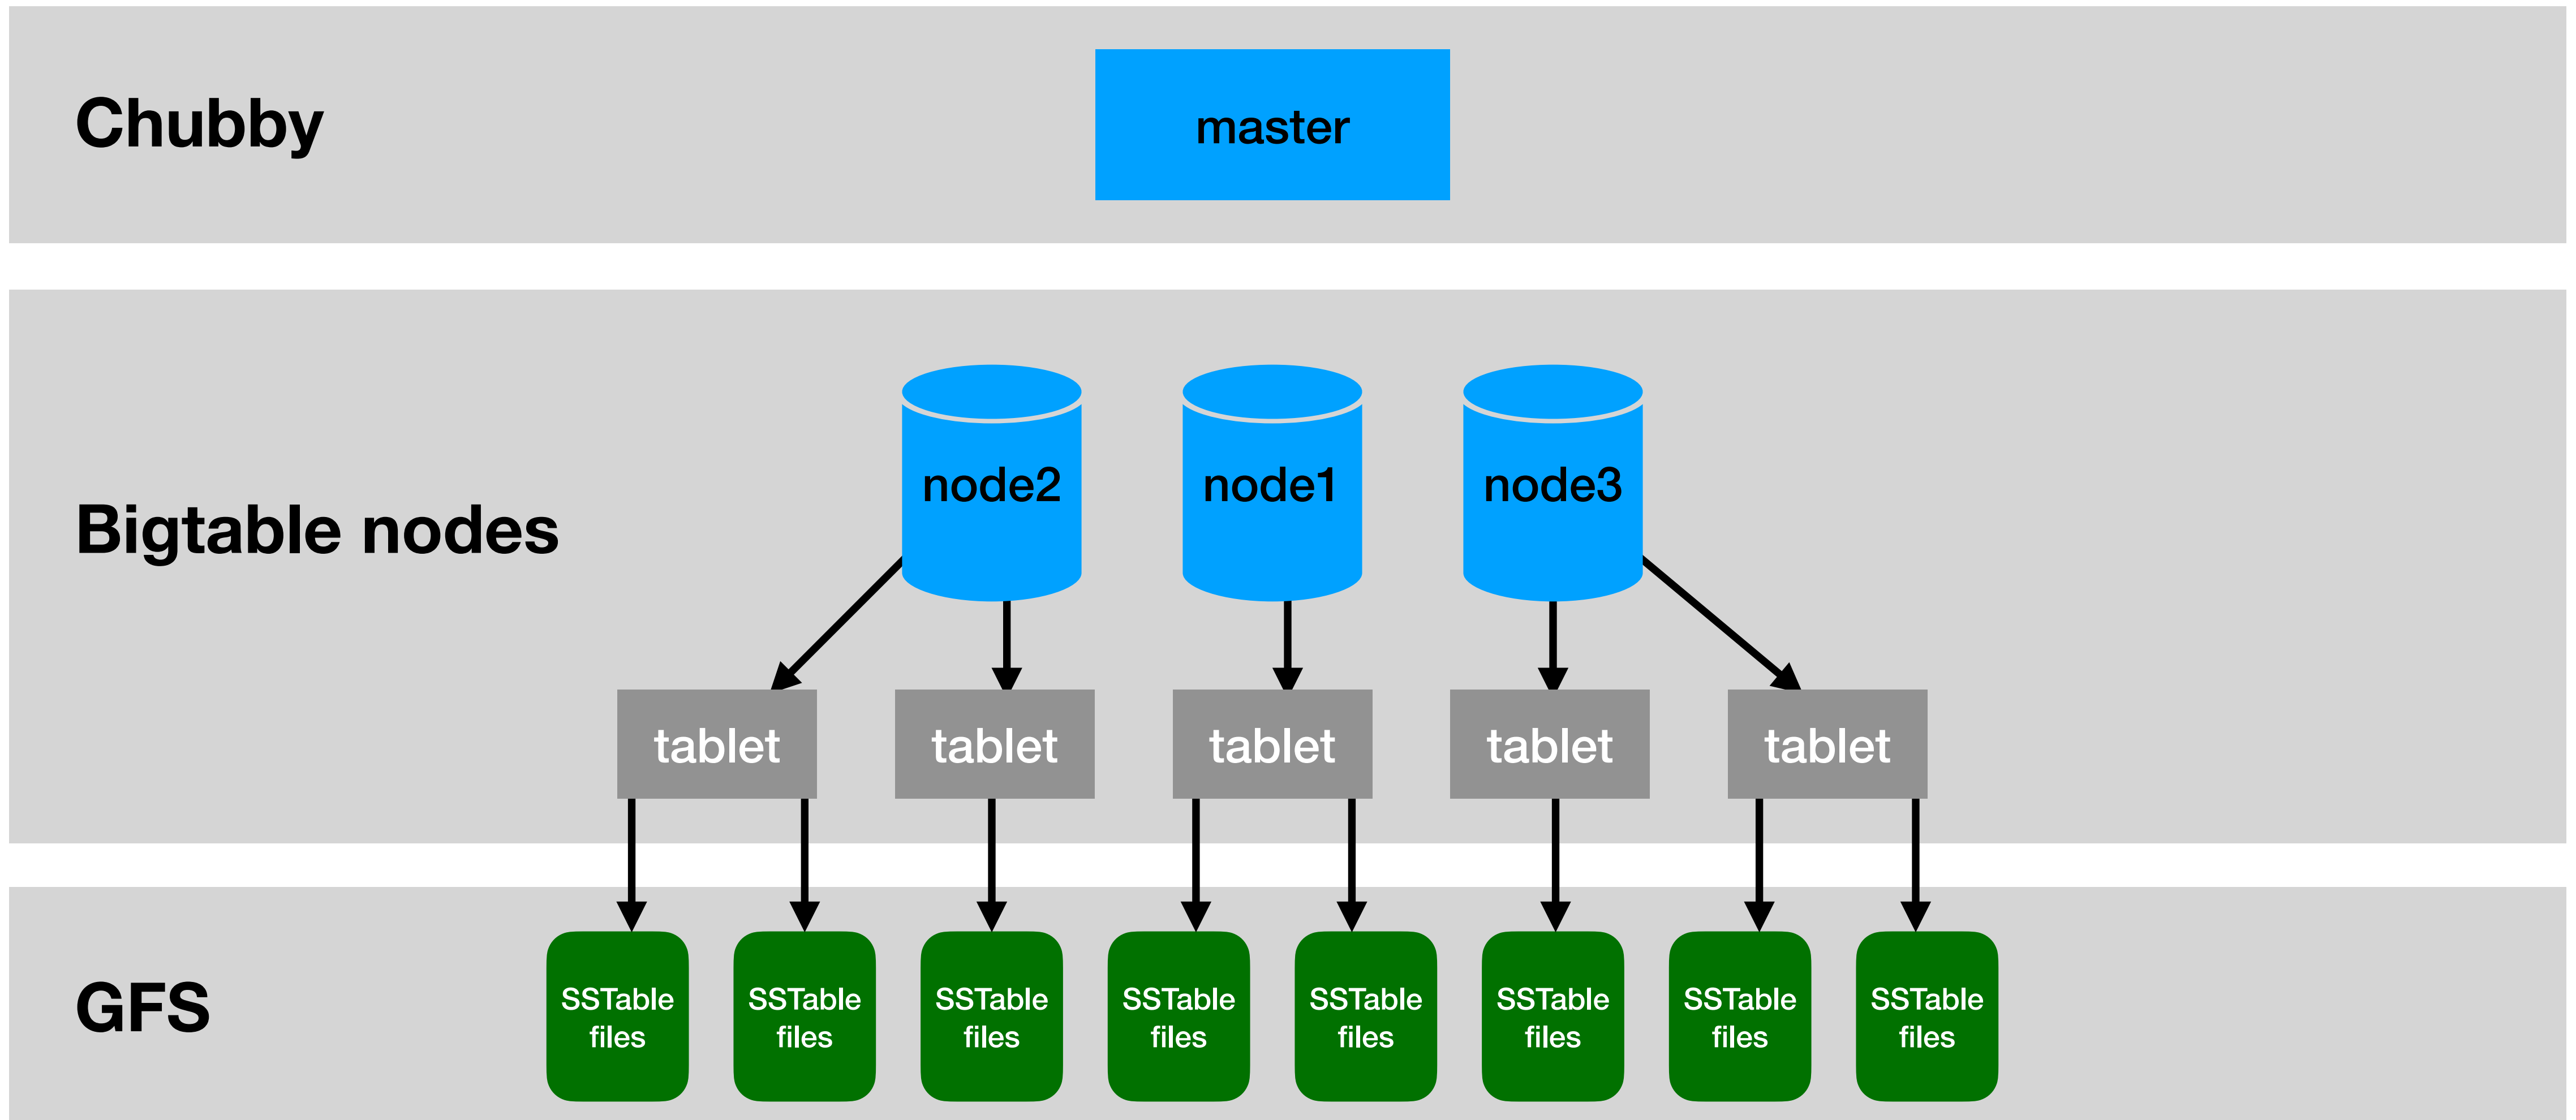 Chubby
master
Bigtable nodes
node2
node1
node3
tablet
tablet
tablet
tablet
tablet
GFS
SSTable
files
SSTable
files
SSTable
files
SSTable
files
SSTable
files
SSTable
files
SSTable
files
SSTable
files